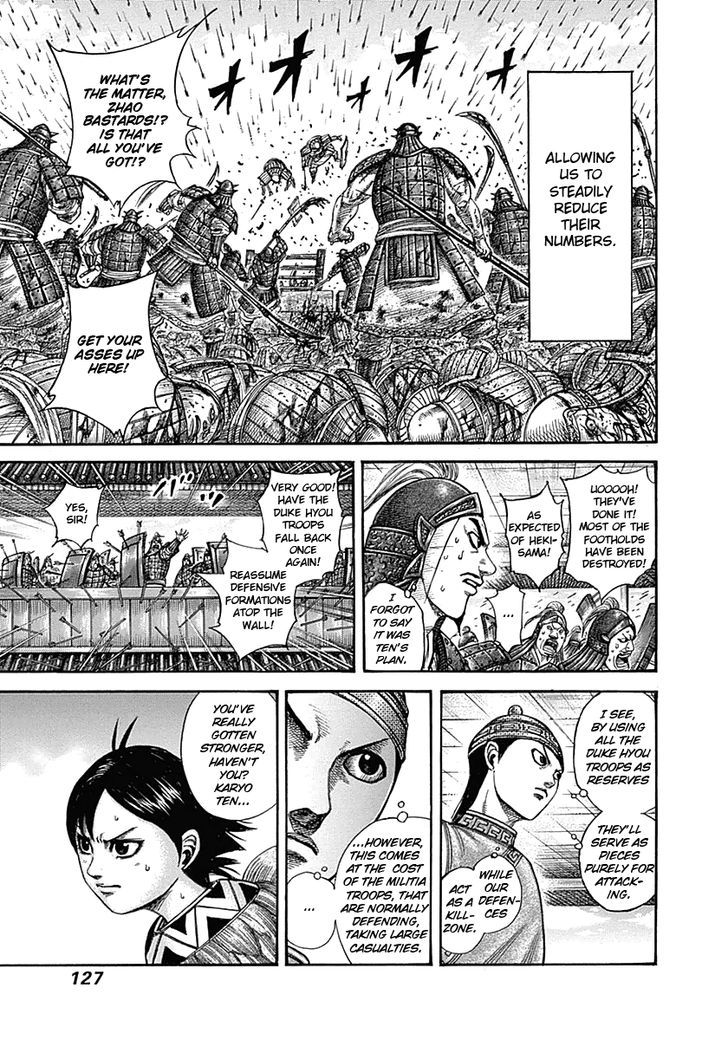 ALLOWING
US TO
STEADILY
REDUCE
THEIR
NUMBERS.
WHAT'S
THE MATTER,
ZHAO
BASTARDS!?
IS THAT
ALL YOU'VE
GOT!?
GET YOUR
ASSES UP
HERE!
UOOOOH!
THEY'VE
DONE IT!
MOST OF
THE
FOOTHOLDS
HAVE BEEN
DESTROYED!
AS
EXPECTED
OF HEKI-
SAMA!
...
I
FORGOT
TO SAY
IT WAS
TEN'S
PLAN.
VERY GOOD!
HAVE THE
DUKE HYOU
TROOPS
FALL BACK
ONCE
AGAIN!
REASSUME
DEFENSIVE
FORMATIONS
ATOP THE
WALL!
YES,
SIR!
I SEE,
BY USING
ALL THE
DUKE HYOU
TROOPS AS
RESERVES
THEY'LL
SERVE AS
PIECES
PURELY FOR
ATTACK-
ING.
WHILE
OUR
DEFEN-
CES
ACT
AS A
KILL-
ZONE.
...HOWEVER,
THIS COMES
AT THE COST
OF THE MILITIA
TROOPS, THAT
ARE NORMALLY
DEFENDING,
TAKING LARGE
CASUALTIES.
...
YOU'VE
REALLY
GOTTEN
STRONGER,
HAVEN'T
YOU?
KARYO
TEN...
127